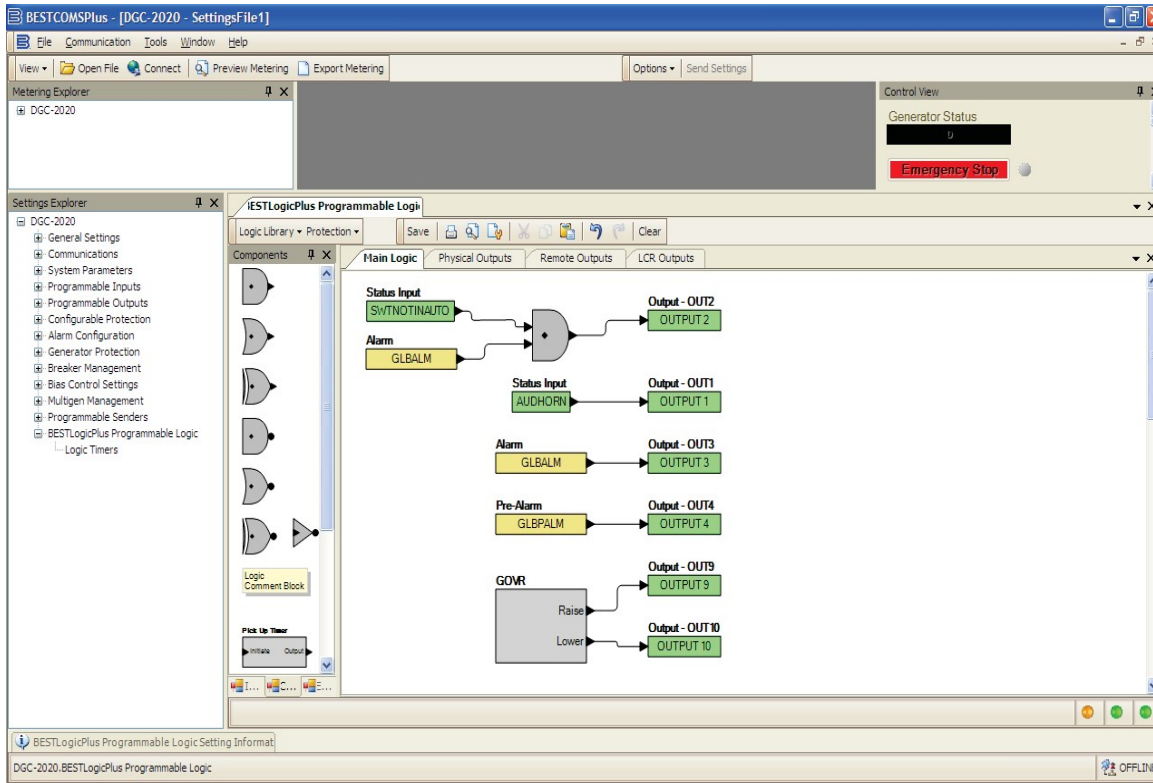 BESTCOMSPlus - [DGC-2020 - SettingsFile1]
File Communication Tools Window Help
View Open File Connect Preview Metering Export Metering Options Send Settings
Metering Explorer
DGC-2020
Control View
Generator Status
0
Emergency Stop
Settings Explorer
DGC-2020
General Settings
Communications
System Parameters
Programmable Inputs
Programmable Outputs
Configurable Protection
Alarm Configuration
Generator Protection
Breaker Management
Bias Control Settings
Multigen Management
Programmable Senders
BESTLogicPlus Programmable Logic
Logic Timers
BESTLogicPlus Programmable Logi
Logic Library Protection Save Clear
Components
Main Logic Physical Outputs Remote Outputs LCR Outputs
Logic
Comment Block
Pick Up Timer
Initiate Output
I... C... E...
Status Input
SWTNOTINAUTO
Alarm
GLBALM
Output - OUT2
OUTPUT 2
Status Input
AUDHORN
Output - OUT1
OUTPUT 1
Alarm
GLBALM
Output - OUT3
OUTPUT 3
Pre-Alarm
GLBPALM
Output - OUT4
OUTPUT 4
GOVR
Raise
Lower
Output - OUT9
OUTPUT 9
Output - OUT10
OUTPUT 10
BESTLogicPlus Programmable Logic Setting Informat
DGC-2020.BESTLogicPlus Programmable Logic
OFFLINE